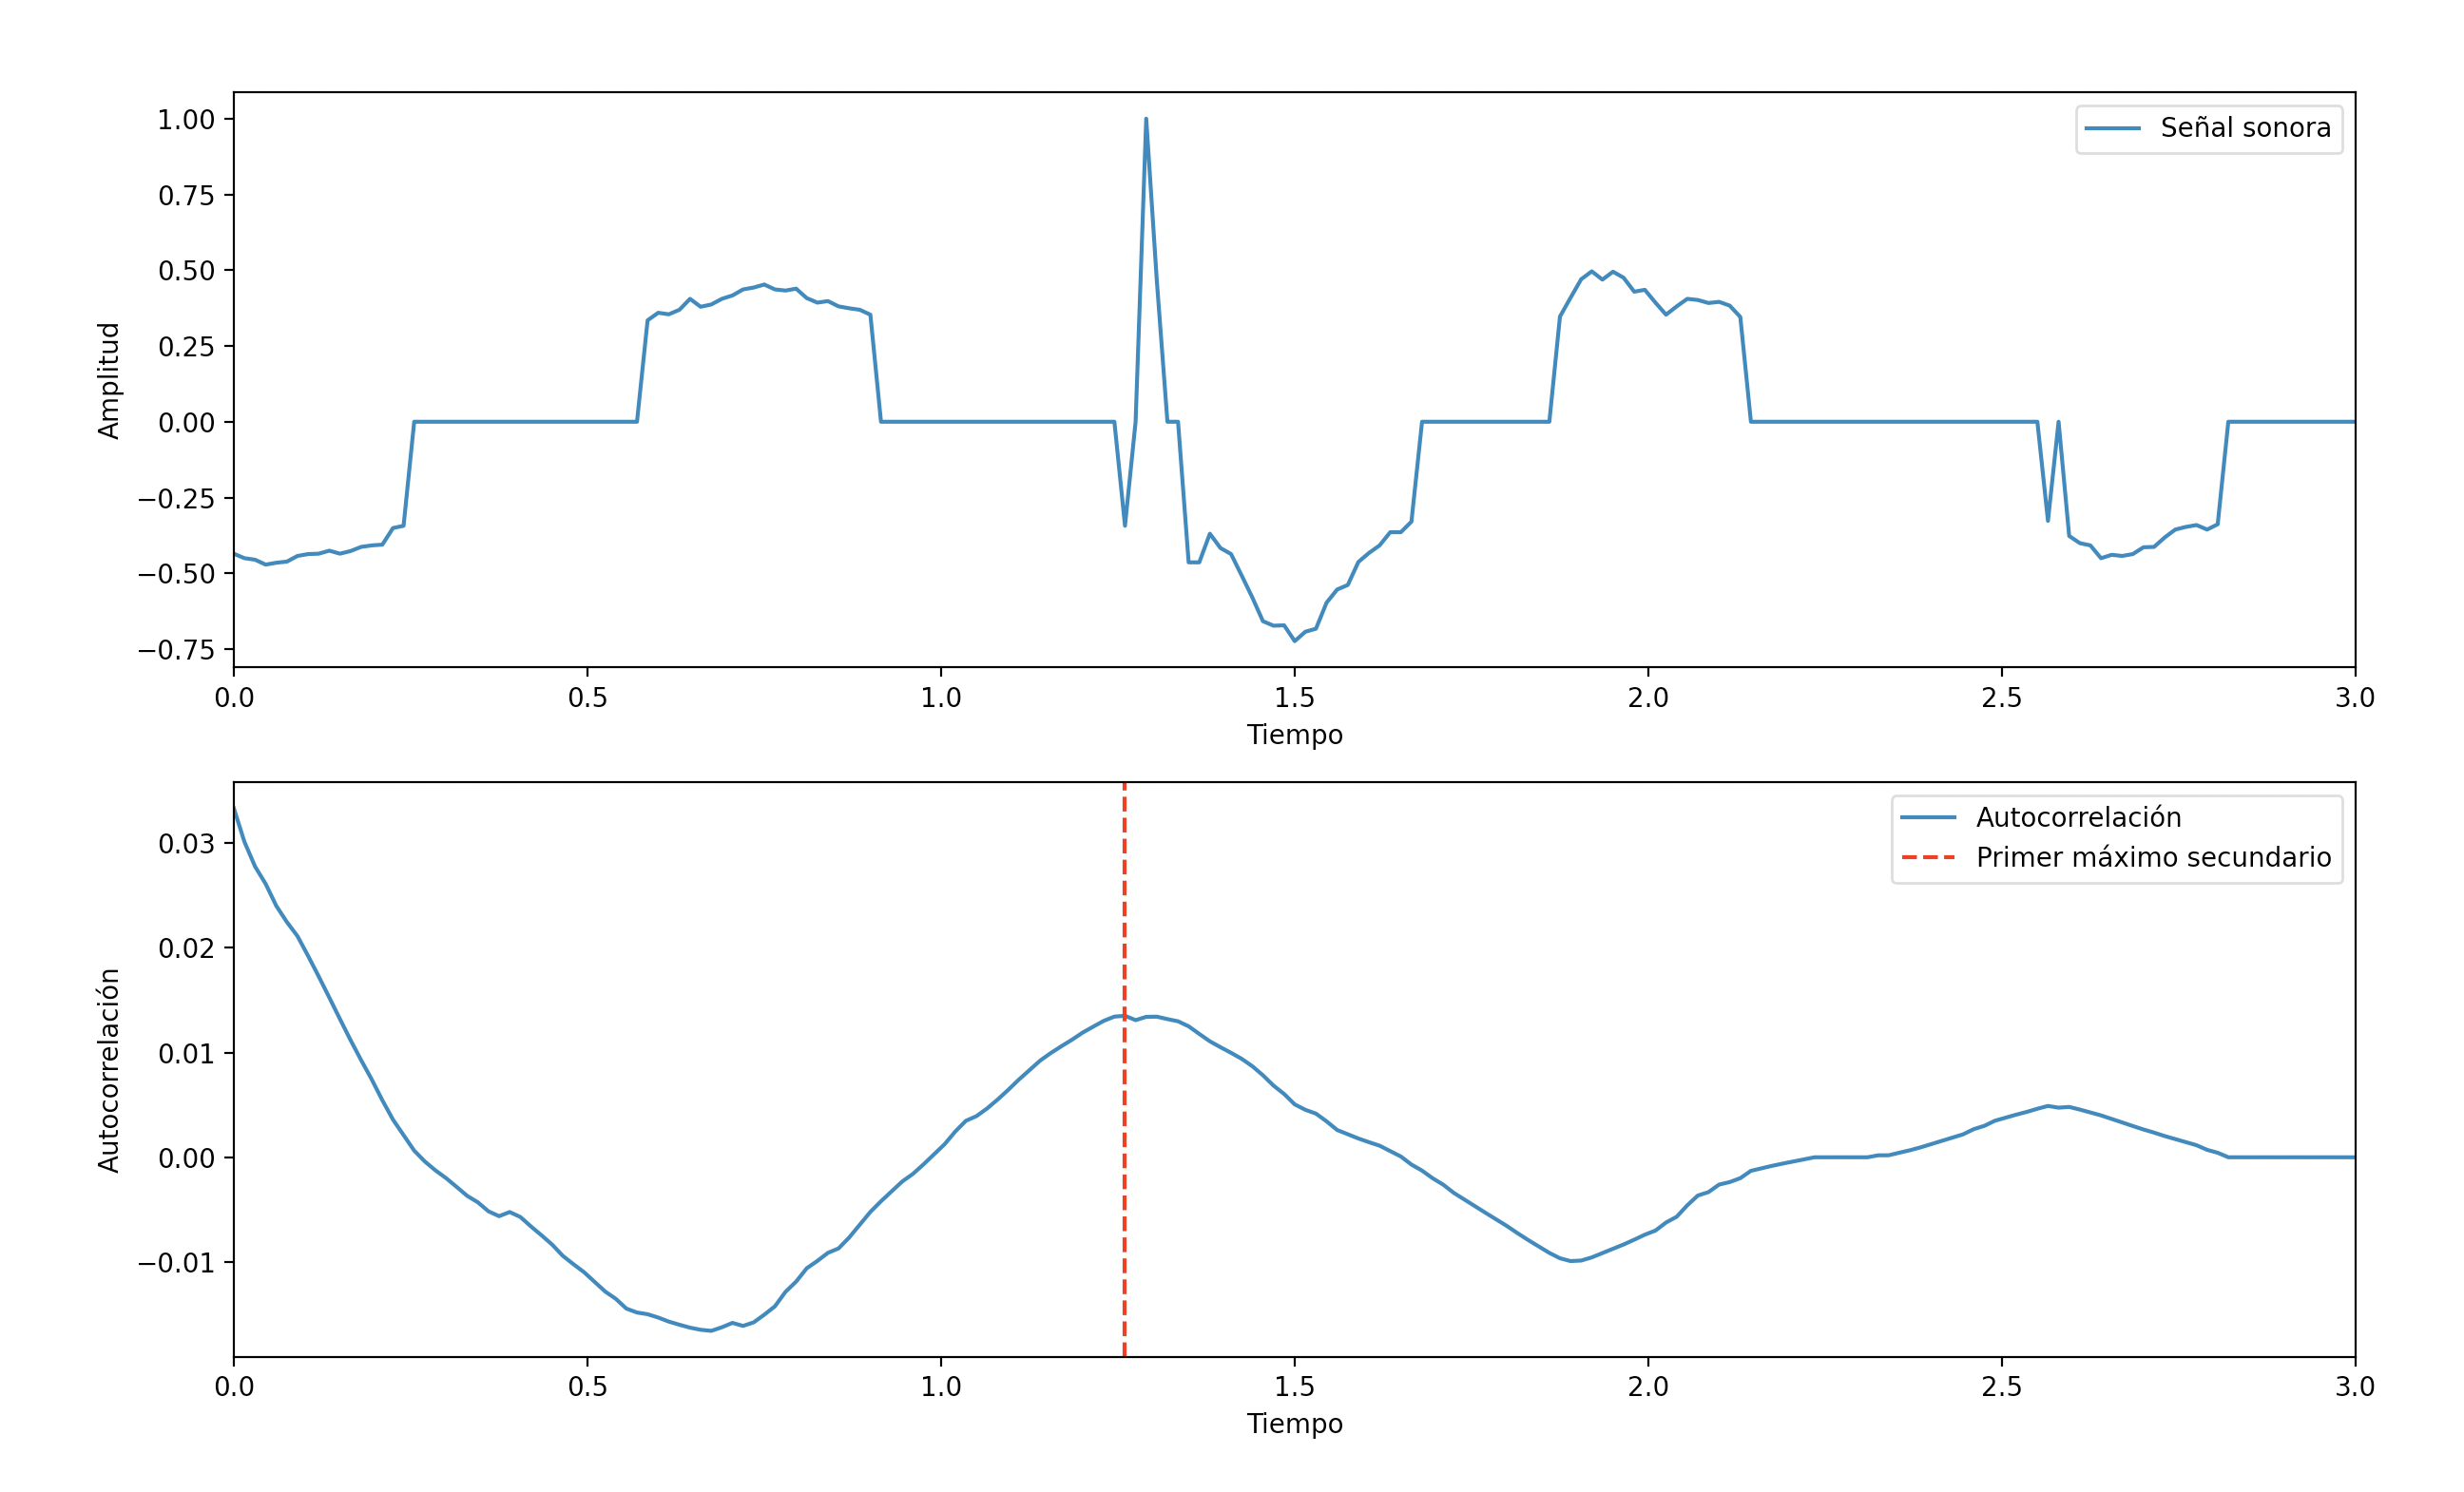 1.00
0.75
0.50
0.25
0.00
−0.25
−0.50
−0.75
Amplitud
Señal sonora
0.0 0.5 1.0 1.5 2.0 2.5 3.0
Tiempo
0.03
0.02
0.01
0.00
−0.01
Autocorrelación
Autocorrelación
Primer máximo secundario
0.0 0.5 1.0 1.5 2.0 2.5 3.0
Tiempo